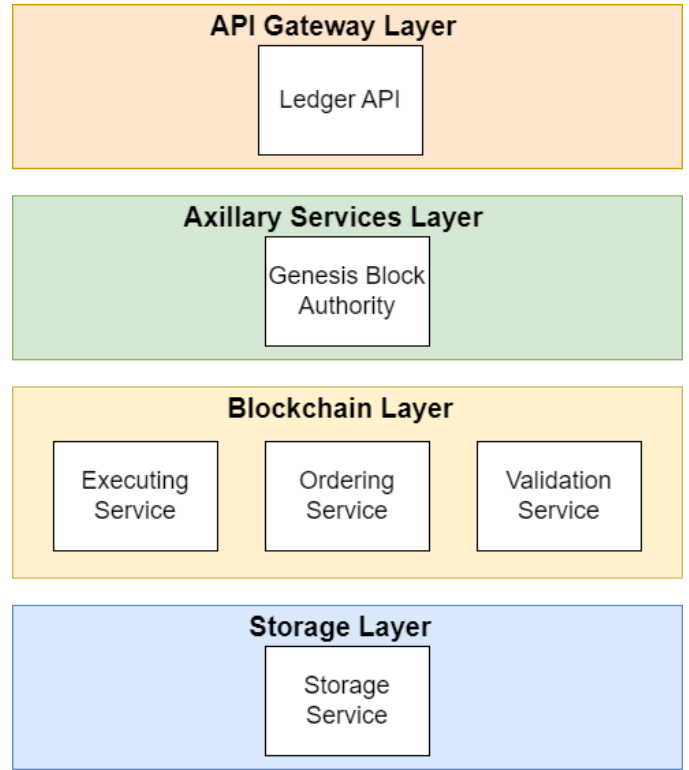 API Gateway Layer
Ledger API
Axillary Services Layer
Genesis Block
Authority
Blockchain Layer
Executing
Service
Ordering
Service
Validation
Service
Storage Layer
Storage
Service